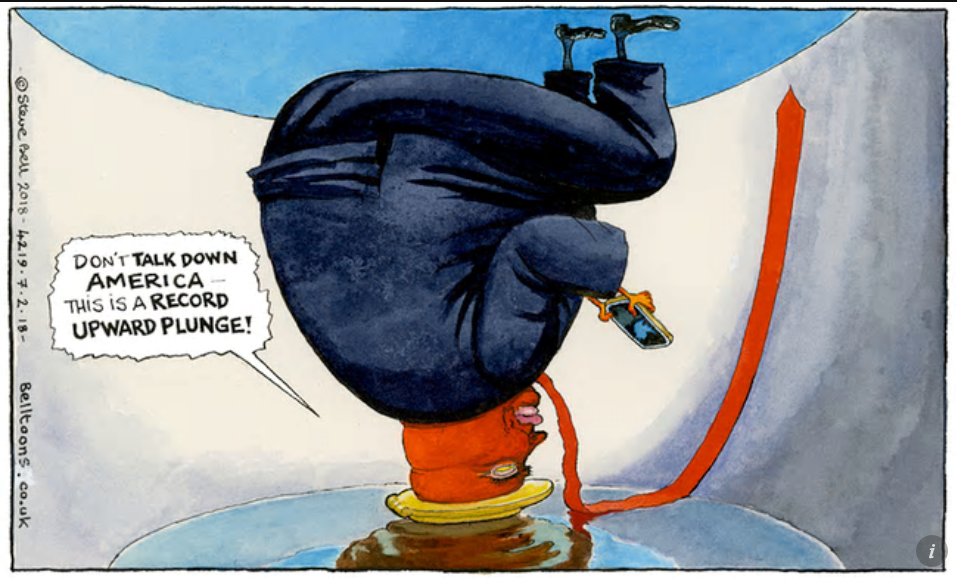 DON'T TALK DOWN
AMERICA —
THIS IS A RECORD
UPWARD PLUNGE!
© Steve Bell 2018 - 4219.7.2.18 -
Belltoons.co.uk
i